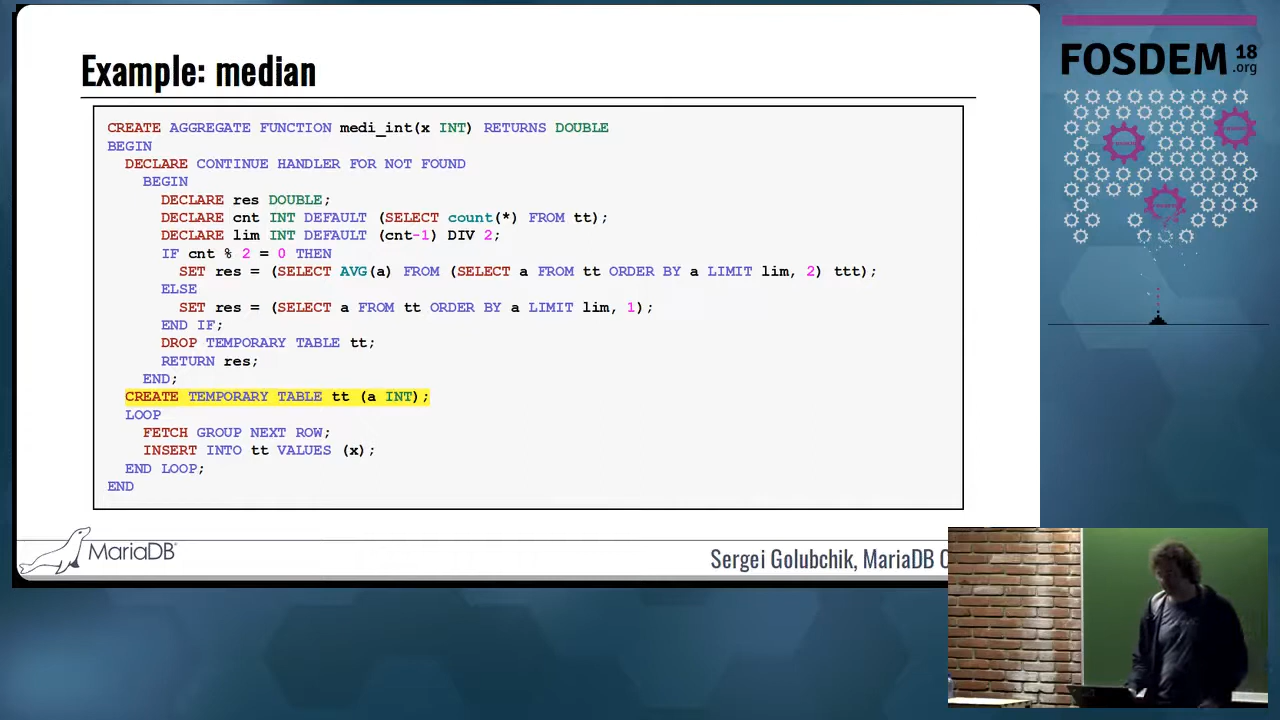 Example: median
CREATE AGGREGATE FUNCTION medi_int(x INT) RETURNS DOUBLE
BEGIN
DECLARE CONTINUE HANDLER FOR NOT FOUND
BEGIN
DECLARE res DOUBLE;
DECLARE cnt INT DEFAULT (SELECT count(*) FROM tt);
DECLARE lim INT DEFAULT (cnt-1) DIV 2;
IF cnt % 2 = 0 THEN
SET res = (SELECT AVG(a) FROM (SELECT a FROM tt ORDER BY a LIMIT lim, 2) ttt);
ELSE
SET res = (SELECT a FROM tt ORDER BY a LIMIT lim, 1);
END IF;
DROP TEMPORARY TABLE tt;
RETURN res;
END;
CREATE TEMPORARY TABLE tt (a INT);
LOOP
FETCH GROUP NEXT ROW;
INSERT INTO tt VALUES (x);
END LOOP;
END
MariaDB
Sergei Golubchik, MariaDB
FOSDEM 18
.org